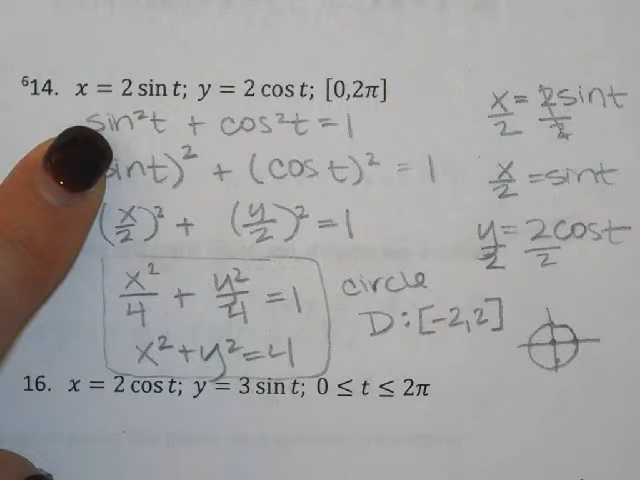 ⁶14. x = 2 sin t; y = 2 cos t; [0,2π]
sin²t + cos²t = 1
sint)² + (cos t)² = 1
(x/2)² + (y/2)² = 1
x²/4 + y²/4 = 1
x² + y² = 4
circle
D: [-2,2]
x/2 = 2sint/2
x/2 = sint
y/2 = 2cost/2
16. x = 2 cos t; y = 3 sin t; 0 ≤ t ≤ 2π